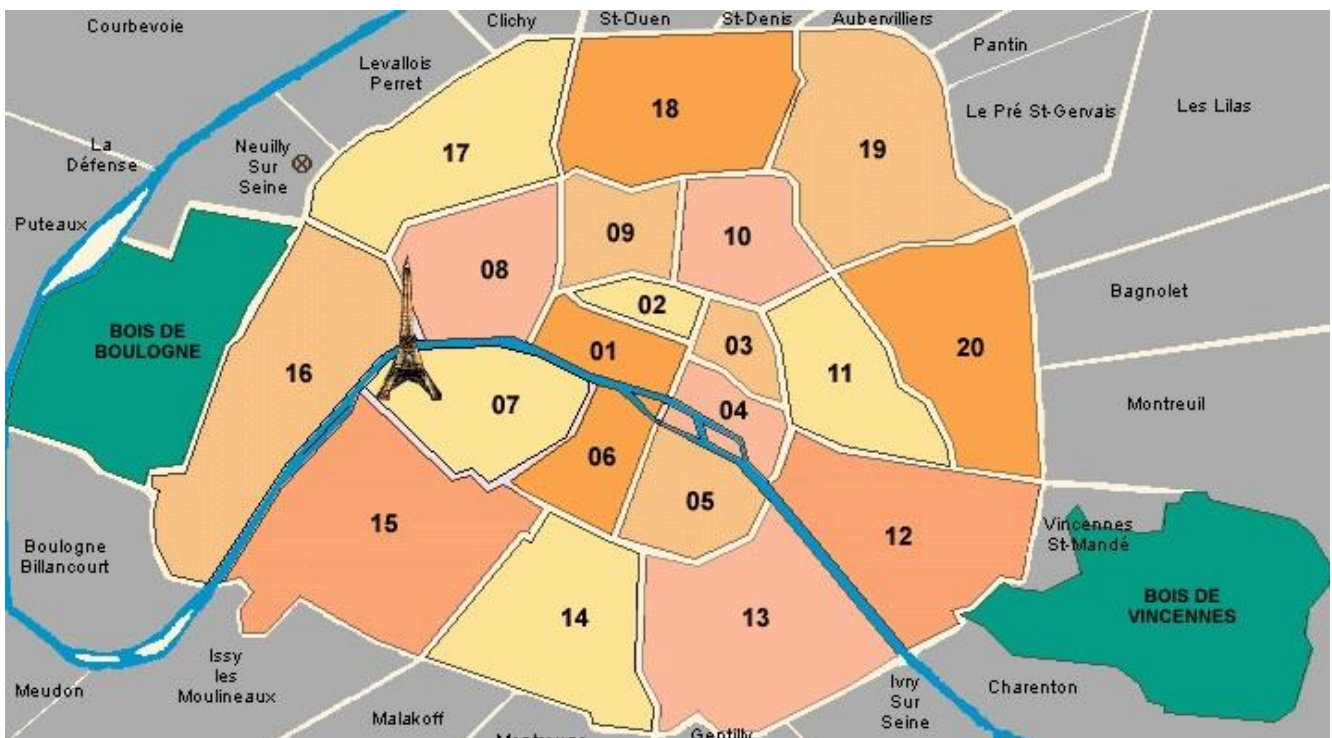 Courbevoie
Clichy
St-Ouen
St-Denis
Aubervilliers
Levallois
Perret
Pantin
La
Défense
Neuilly
Sur
Seine
Le Pré St-Gervais
Les Lilas
17
18
19
Puteaux
08
09
10
BOIS DE
BOULOGNE
16
02
01
03
11
20
Bagnolet
07
04
Montreuil
06
05
15
12
Vincennes
St-Mandé
Boulogne
Billancourt
BOIS DE
VINCENNES
14
13
Issy
les
Moulineaux
Meudon
Malakoff
Ivry
Sur
Seine
Charenton
Gentilly